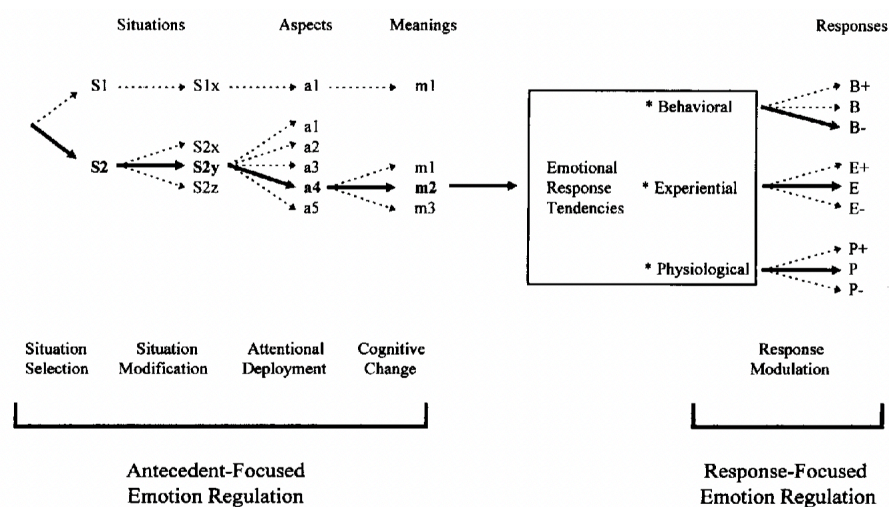 Situations Aspects Meanings Responses
S1 S1x a1 m1 B+
* Behavioral B
a1 B-
S2x a2
S2 S2y a3 m1 Emotional E+
a4 m2 Response * Experiential E
S2z Tendencies E-
a5 m3
P+
* Physiological P
P-
Situation Situation Attentional Cognitive Response
Selection Modification Deployment Change Modulation
Antecedent-Focused Response-Focused
Emotion Regulation Emotion Regulation